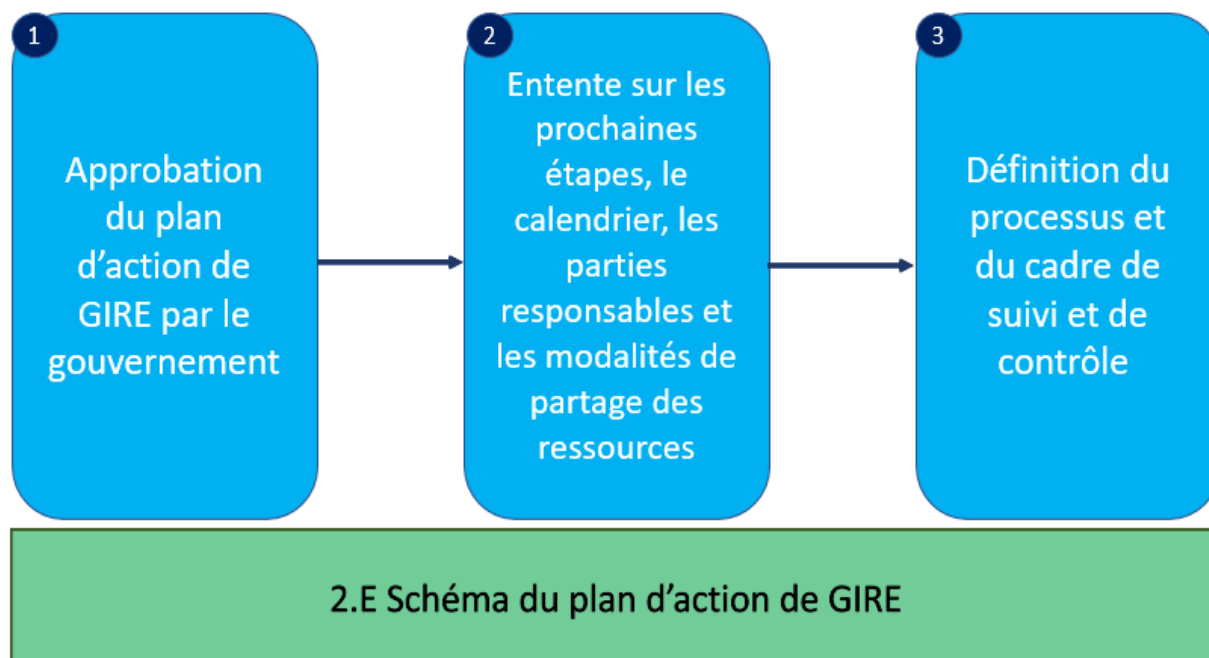 1
Approbation
du plan
d’action de
GIRE par le
gouvernement
2
Entente sur les
prochaines
étapes, le
calendrier, les
parties
responsables et
les modalités de
partage des
ressources
3
Définition du
processus et
du cadre de
suivi et de
contrôle
2.E Schéma du plan d’action de GIRE